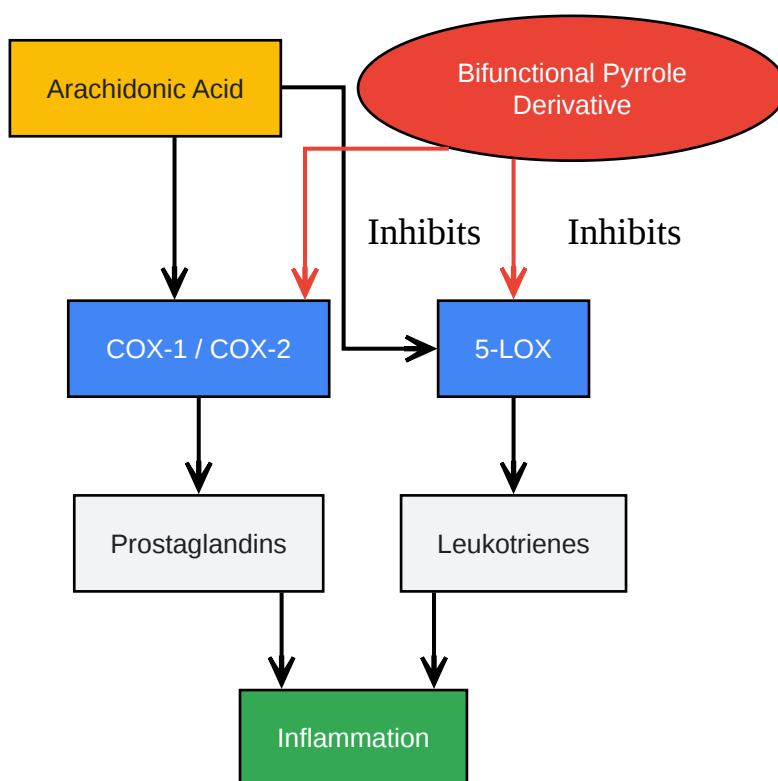 Arachidonic Acid
Bifunctional Pyrrole
Derivative
Inhibits
Inhibits
COX-1 / COX-2
5-LOX
Prostaglandins
Leukotrienes
Inflammation